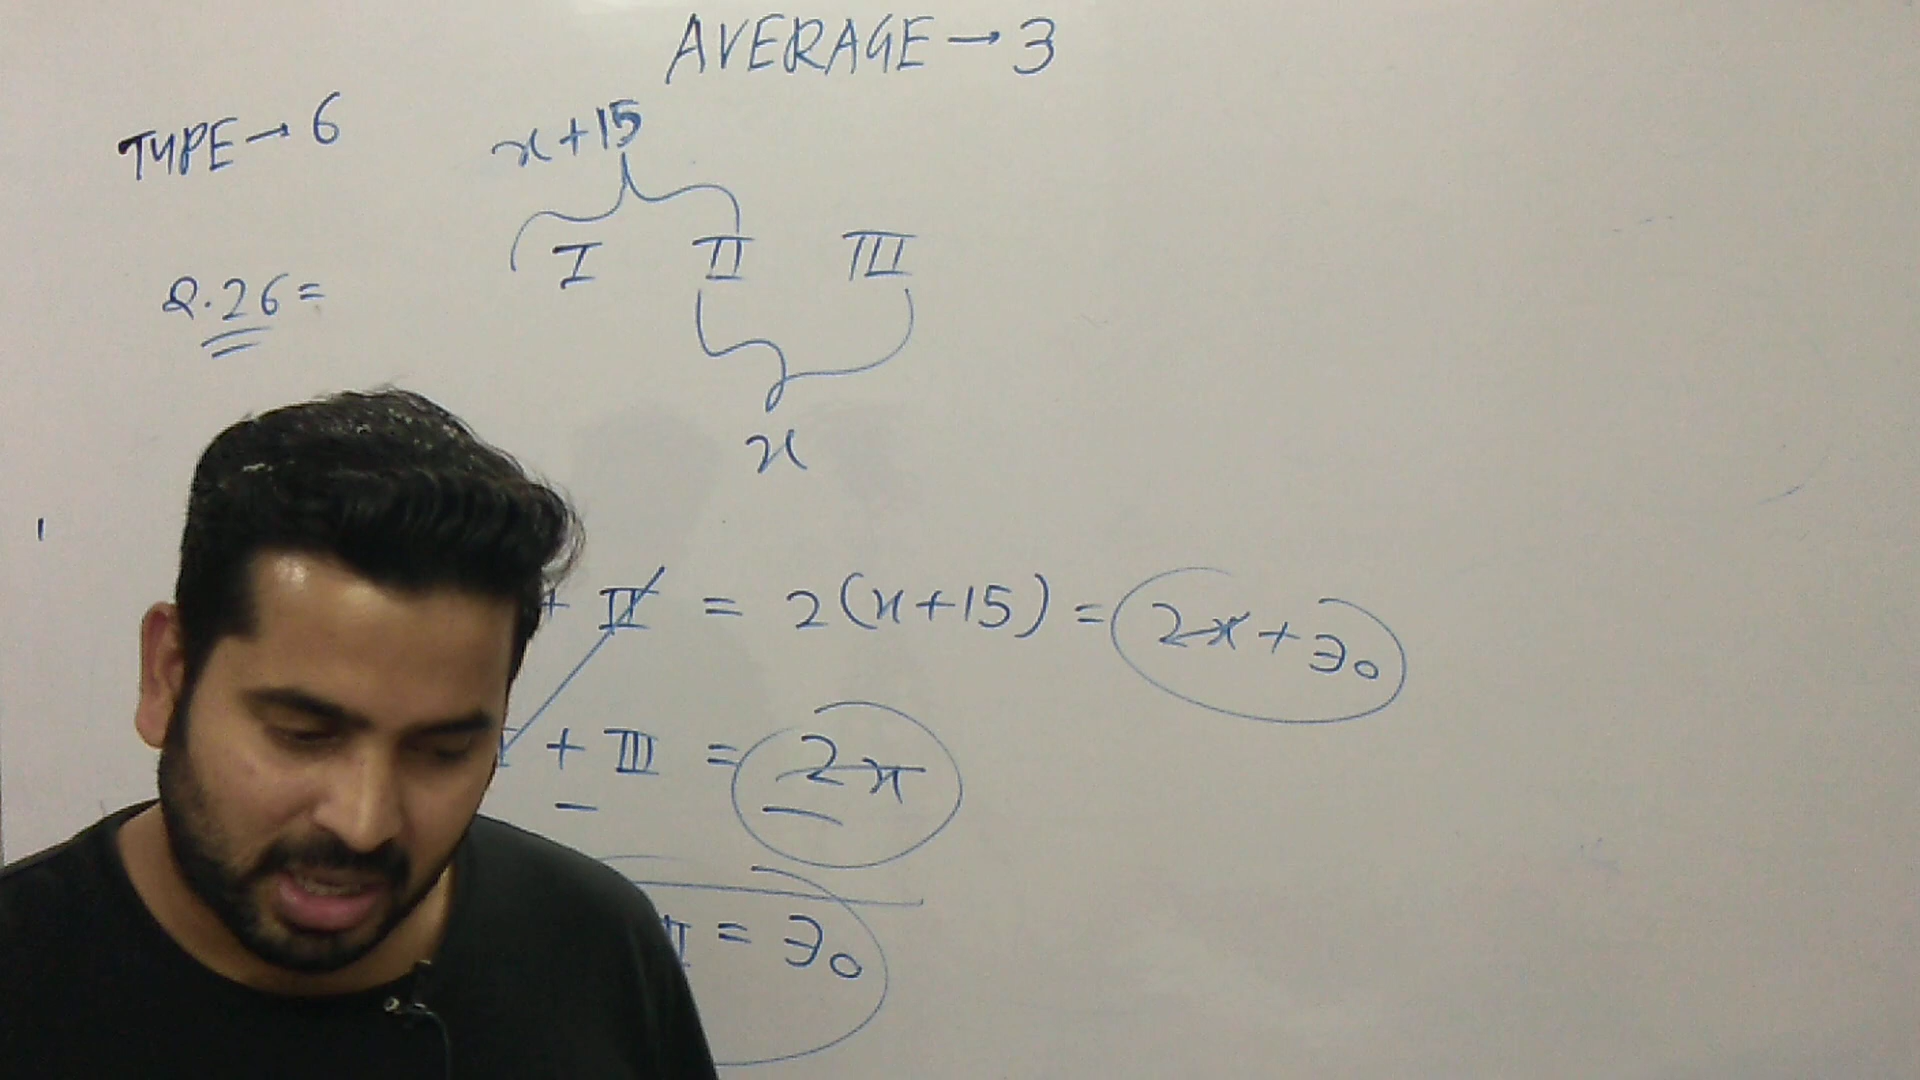 AVERAGE → 3
TYPE → 6
x+15
I II III
Q.26=
x
+ II = 2(x+15) = 2x+30
+ III = 2x
= 30